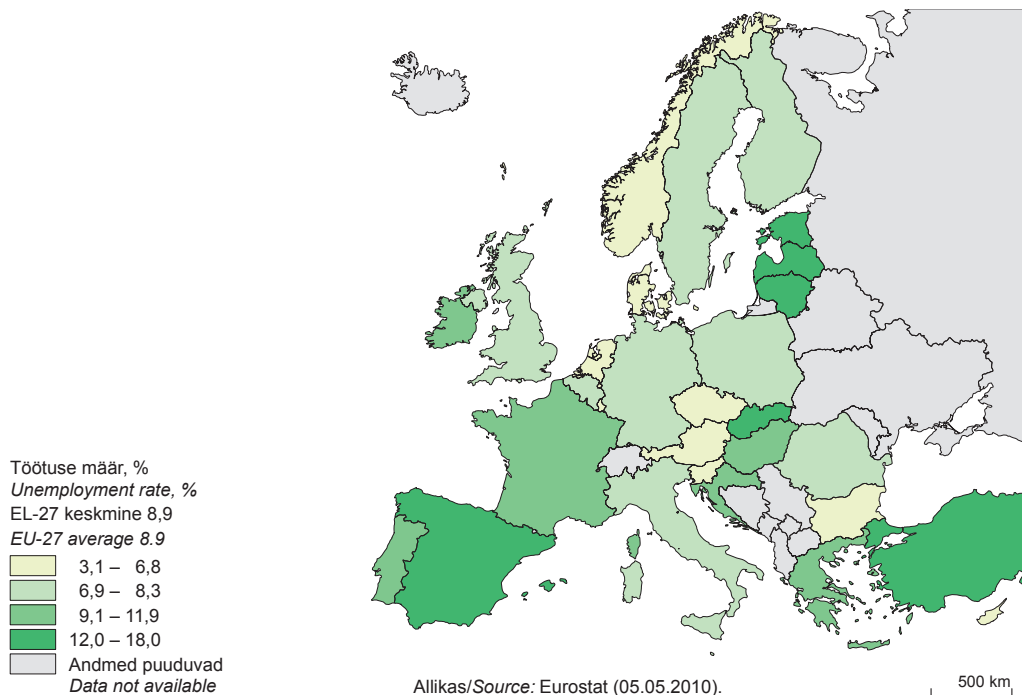 Töötuse määr, %
Unemployment rate, %
EL-27 keskmine 8,9
EU-27 average 8.9
3,1 – 6,8
6,9 – 8,3
9,1 – 11,9
12,0 – 18,0
Andmed puuduvad
Data not available
Allikas/Source: Eurostat (05.05.2010).
500 km